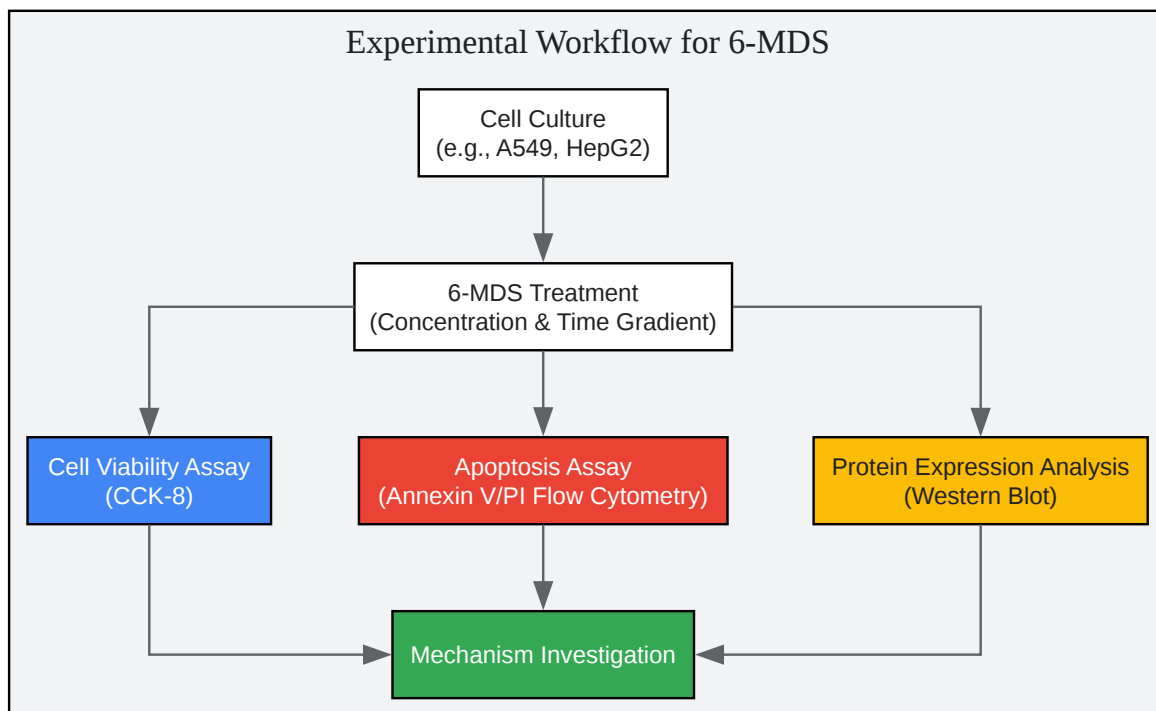 Experimental Workflow for 6-MDS
Cell Culture
(e.g., A549, HepG2)
6-MDS Treatment
(Concentration & Time Gradient)
Cell Viability Assay
(CCK-8)
Apoptosis Assay
(Annexin V/PI Flow Cytometry)
Protein Expression Analysis
(Western Blot)
Mechanism Investigation